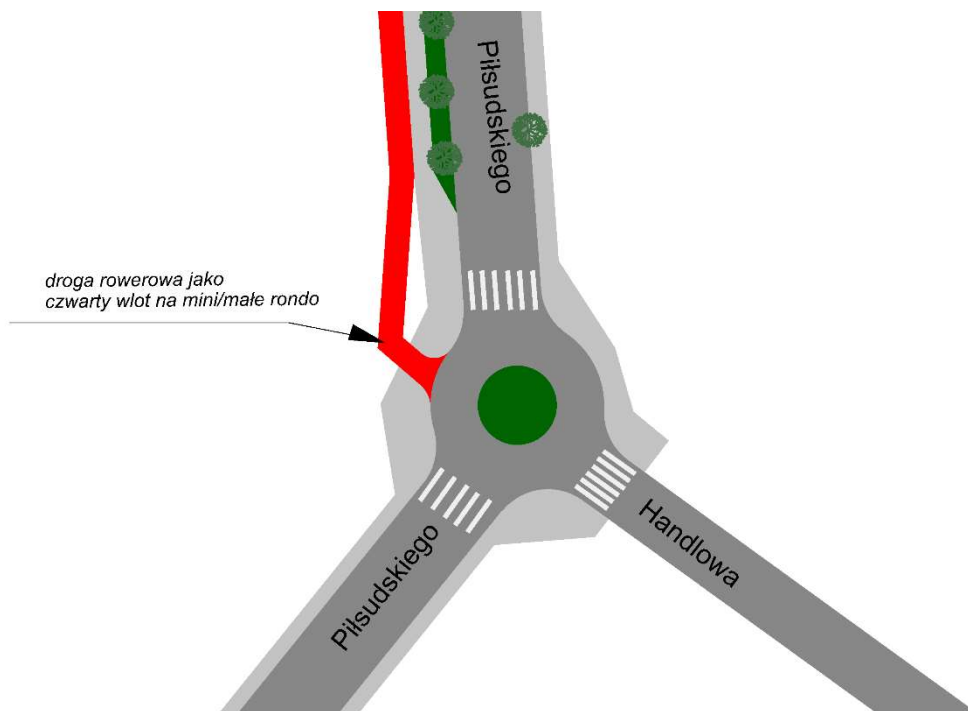 Piłsudskiego
droga rowerowa jako
czwarty wlot na mini/małe rondo
Piłsudskiego
Handlowa